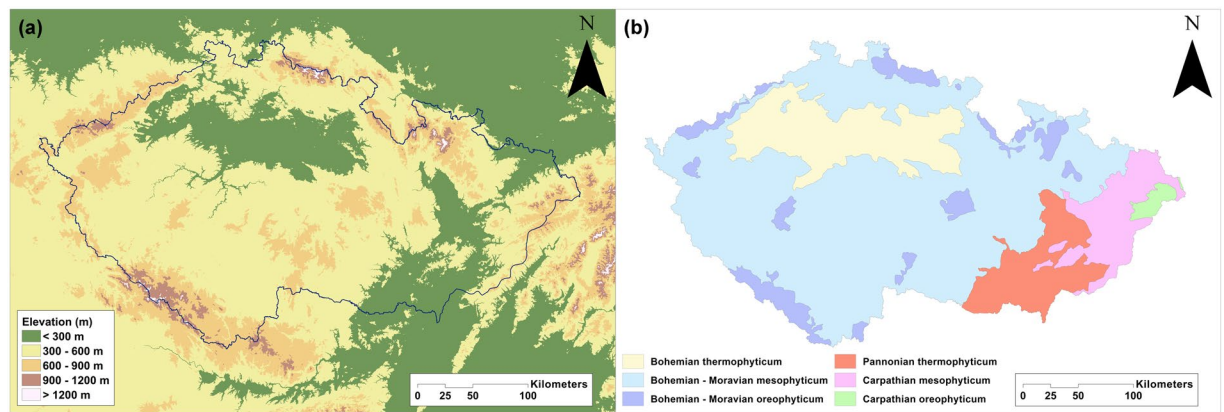 (a)
N
Elevation (m)
< 300 m
300 - 600 m
600 - 900 m
900 - 1200 m
> 1200 m
Kilometers
0 25 50 100
(b)
N
Bohemian thermophyticum
Bohemian - Moravian mesophyticum
Bohemian - Moravian oreophyticum
Pannonian thermophyticum
Carpathian mesophyticum
Carpathian oreophyticum
Kilometers
0 25 50 100